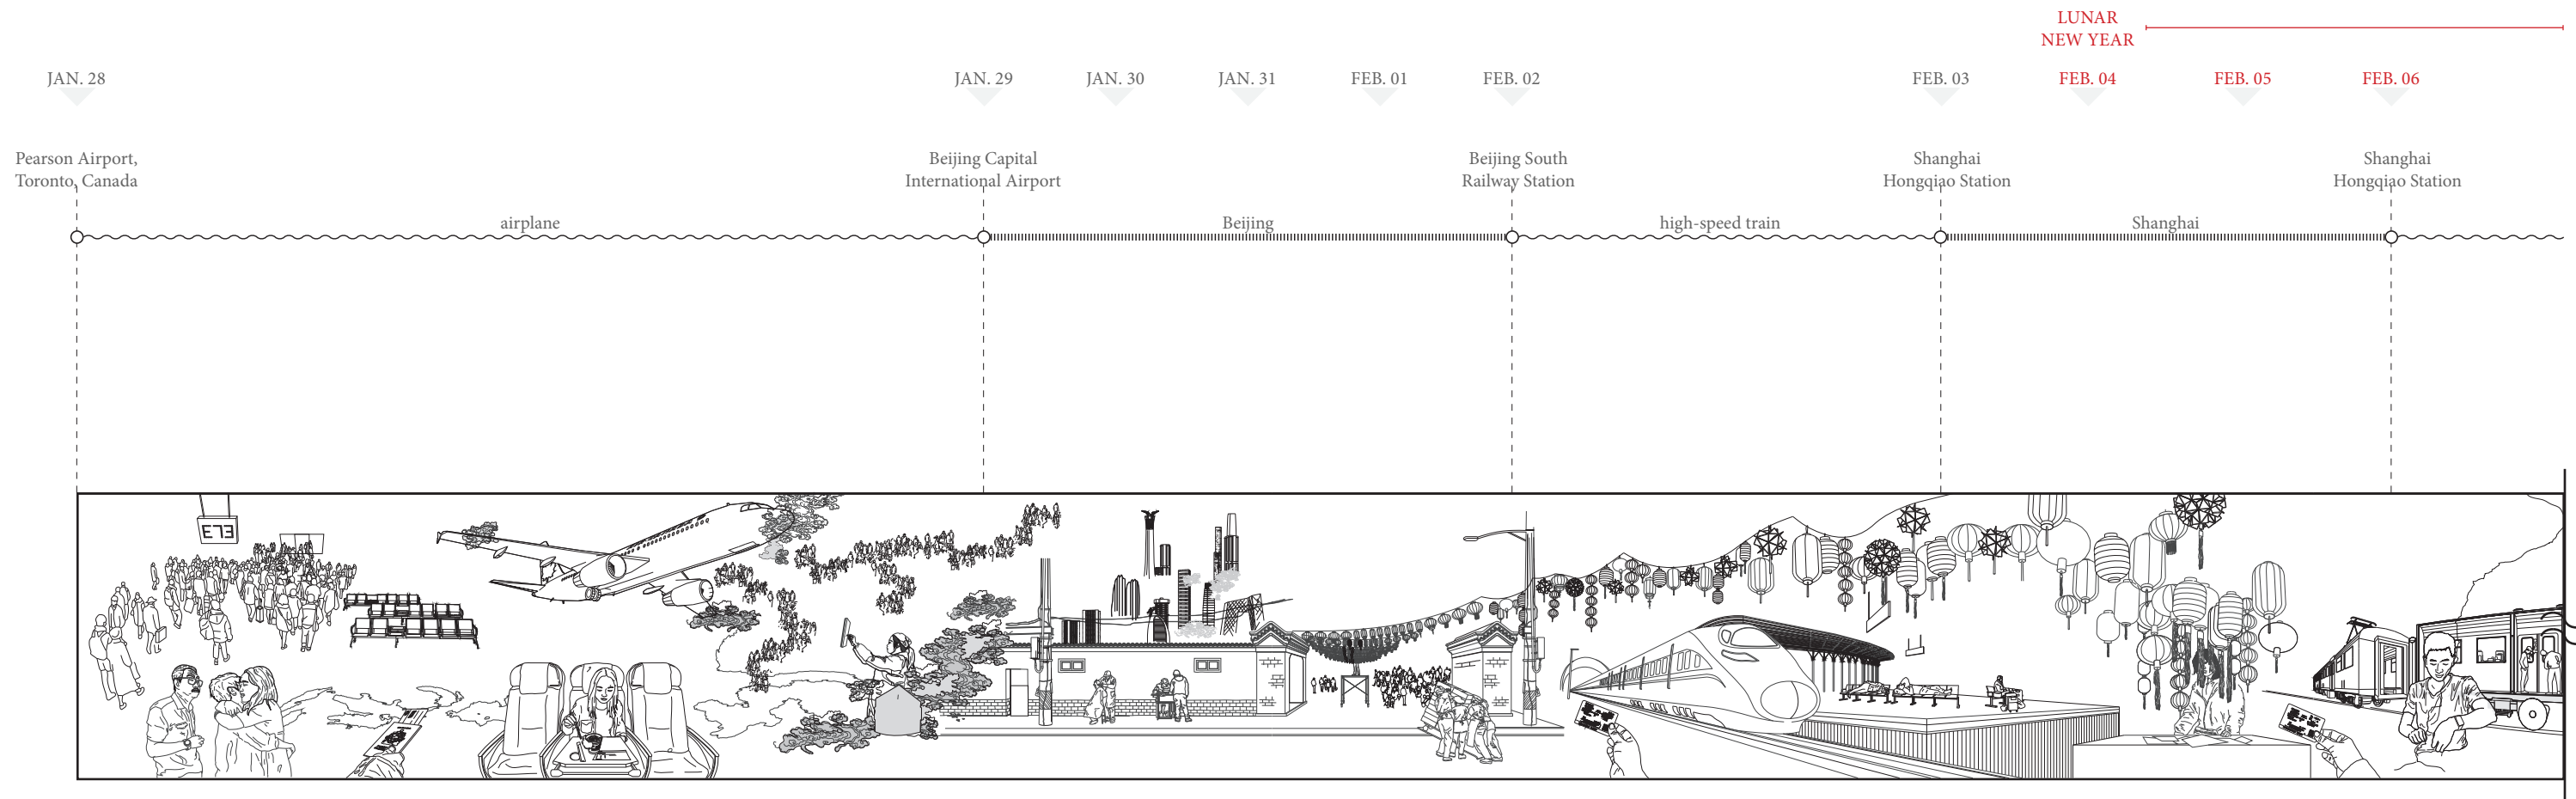 LUNAR
NEW YEAR
JAN. 28
JAN. 29
JAN. 30
JAN. 31
FEB. 01
FEB. 02
FEB. 03
FEB. 04
FEB. 05
FEB. 06
Pearson Airport,
Toronto, Canada
Beijing Capital
International Airport
Beijing South
Railway Station
Shanghai
Hongqiao Station
Shanghai
Hongqiao Station
airplane
Beijing
high-speed train
Shanghai
E73